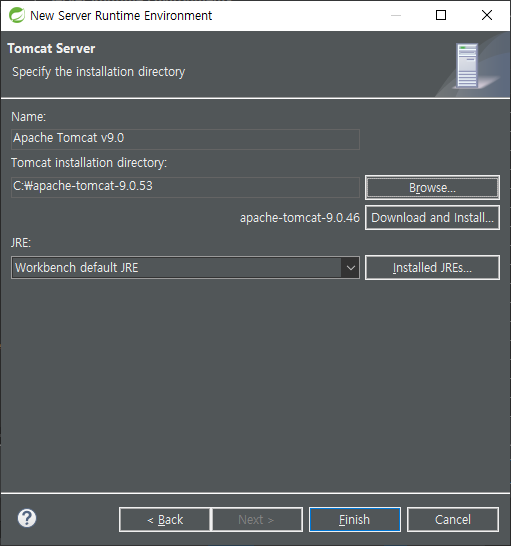 New Server Runtime Environment
Tomcat Server
Specify the installation directory
Name:
Apache Tomcat v9.0
Tomcat installation directory:
C:₩apache-tomcat-9.0.53
Browse...
apache-tomcat-9.0.46 Download and Install...
JRE:
Workbench default JRE
Installed JREs...
? < Back Next > Finish Cancel